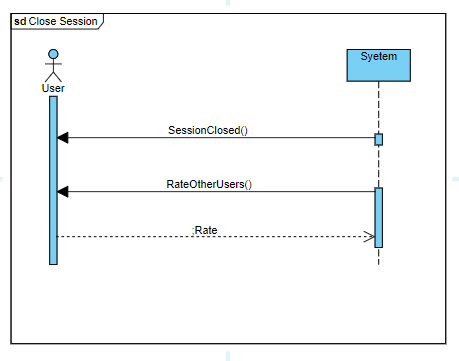 sd Close Session
User
Syetem
SessionClosed()
RateOtherUsers()
:Rate